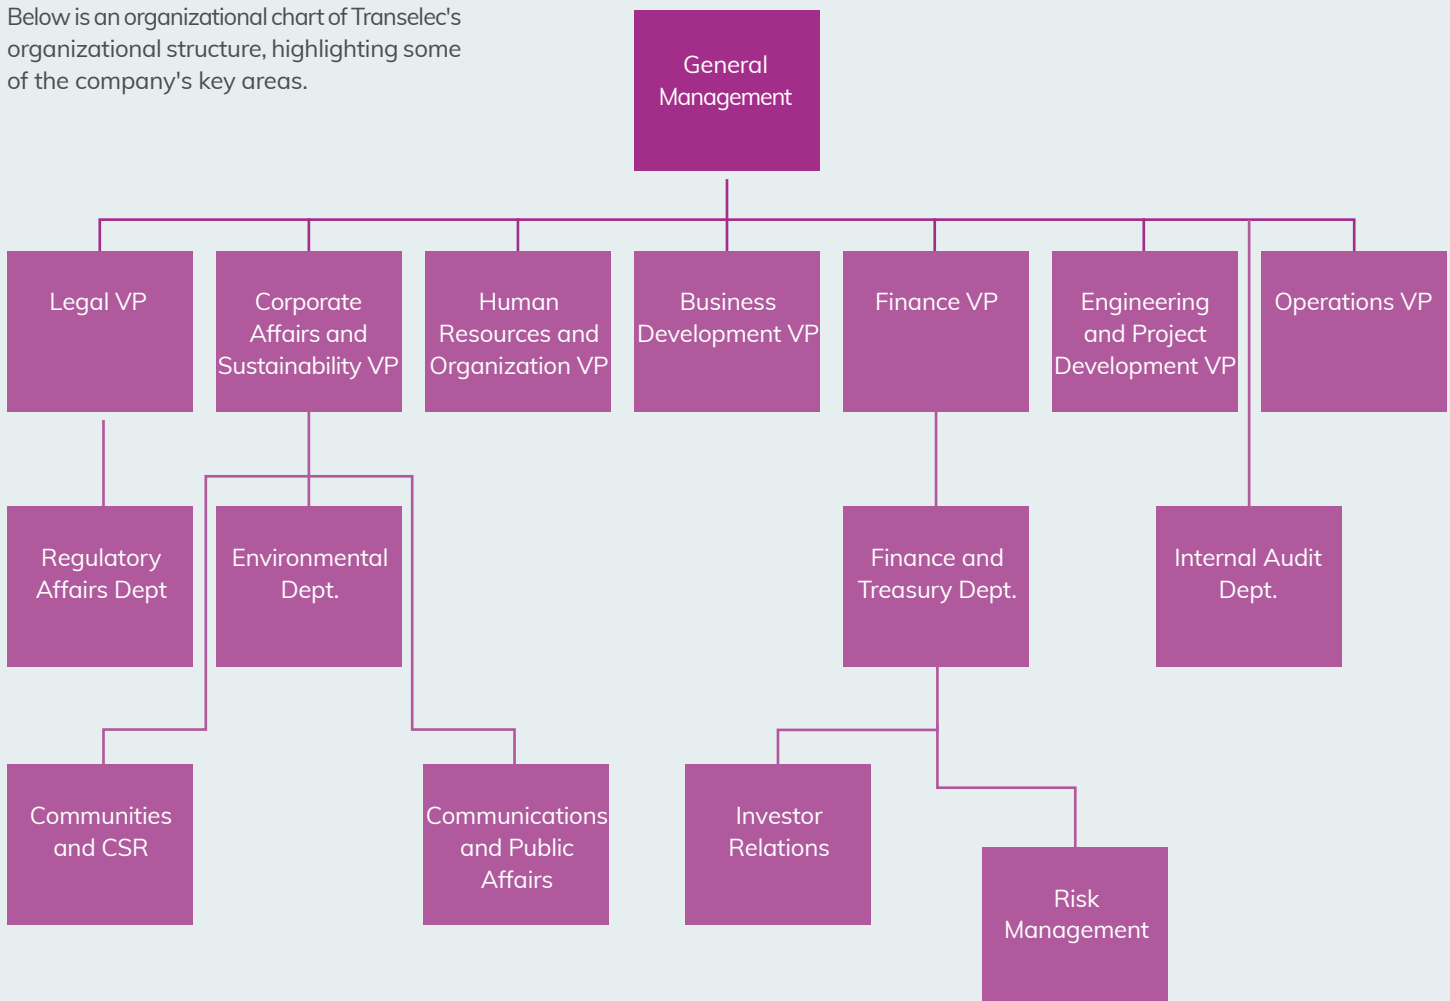 Below is an organizational chart of Transelec's
organizational structure, highlighting some
of the company's key areas.
General
Management
Legal VP
Corporate
Affairs and
Sustainability VP
Human
Resources and
Organization VP
Business
Development VP
Finance VP
Engineering
and Project
Development VP
Operations VP
Regulatory
Affairs Dept
Environmental
Dept.
Finance and
Treasury Dept.
Internal Audit
Dept.
Communities
and CSR
Communications
and Public
Affairs
Investor
Relations
Risk
Management